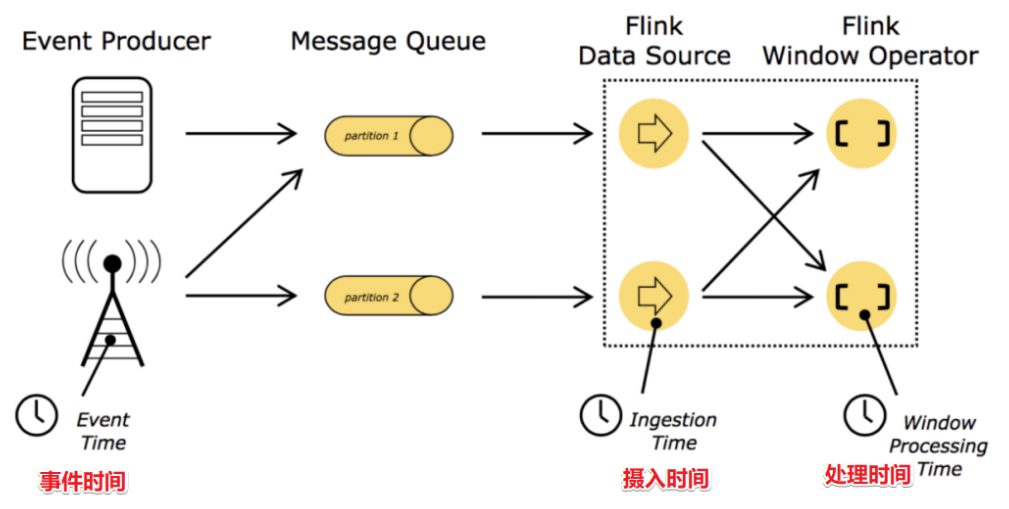 Event Producer
Message Queue
Flink
Data Source
Flink
Window Operator
partition 1
partition 2
Event
Time
Ingestion
Time
Window
Processing
Time
事件时间
摄入时间
处理时间